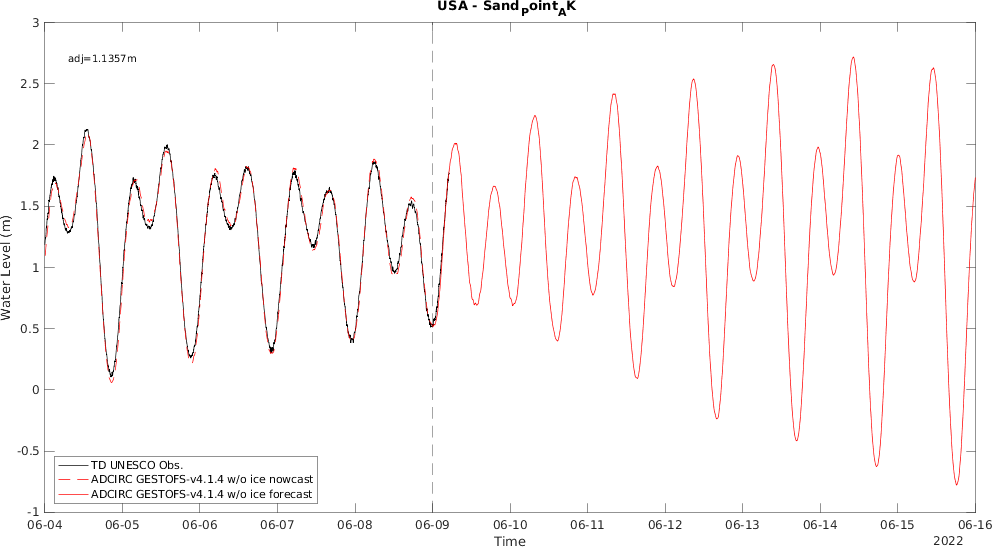 USA - Sand_Point_AK
adj=1.1357m
3
2.5
2
1.5
1
0.5
0
-0.5
-1
Water Level (m)
TD UNESCO Obs.
ADCIRC GESTOFS-v4.1.4 w/o ice nowcast
ADCIRC GESTOFS-v4.1.4 w/o ice forecast
06-04 06-05 06-06 06-07 06-08 06-09 06-10 06-11 06-12 06-13 06-14 06-15 06-16
Time
2022